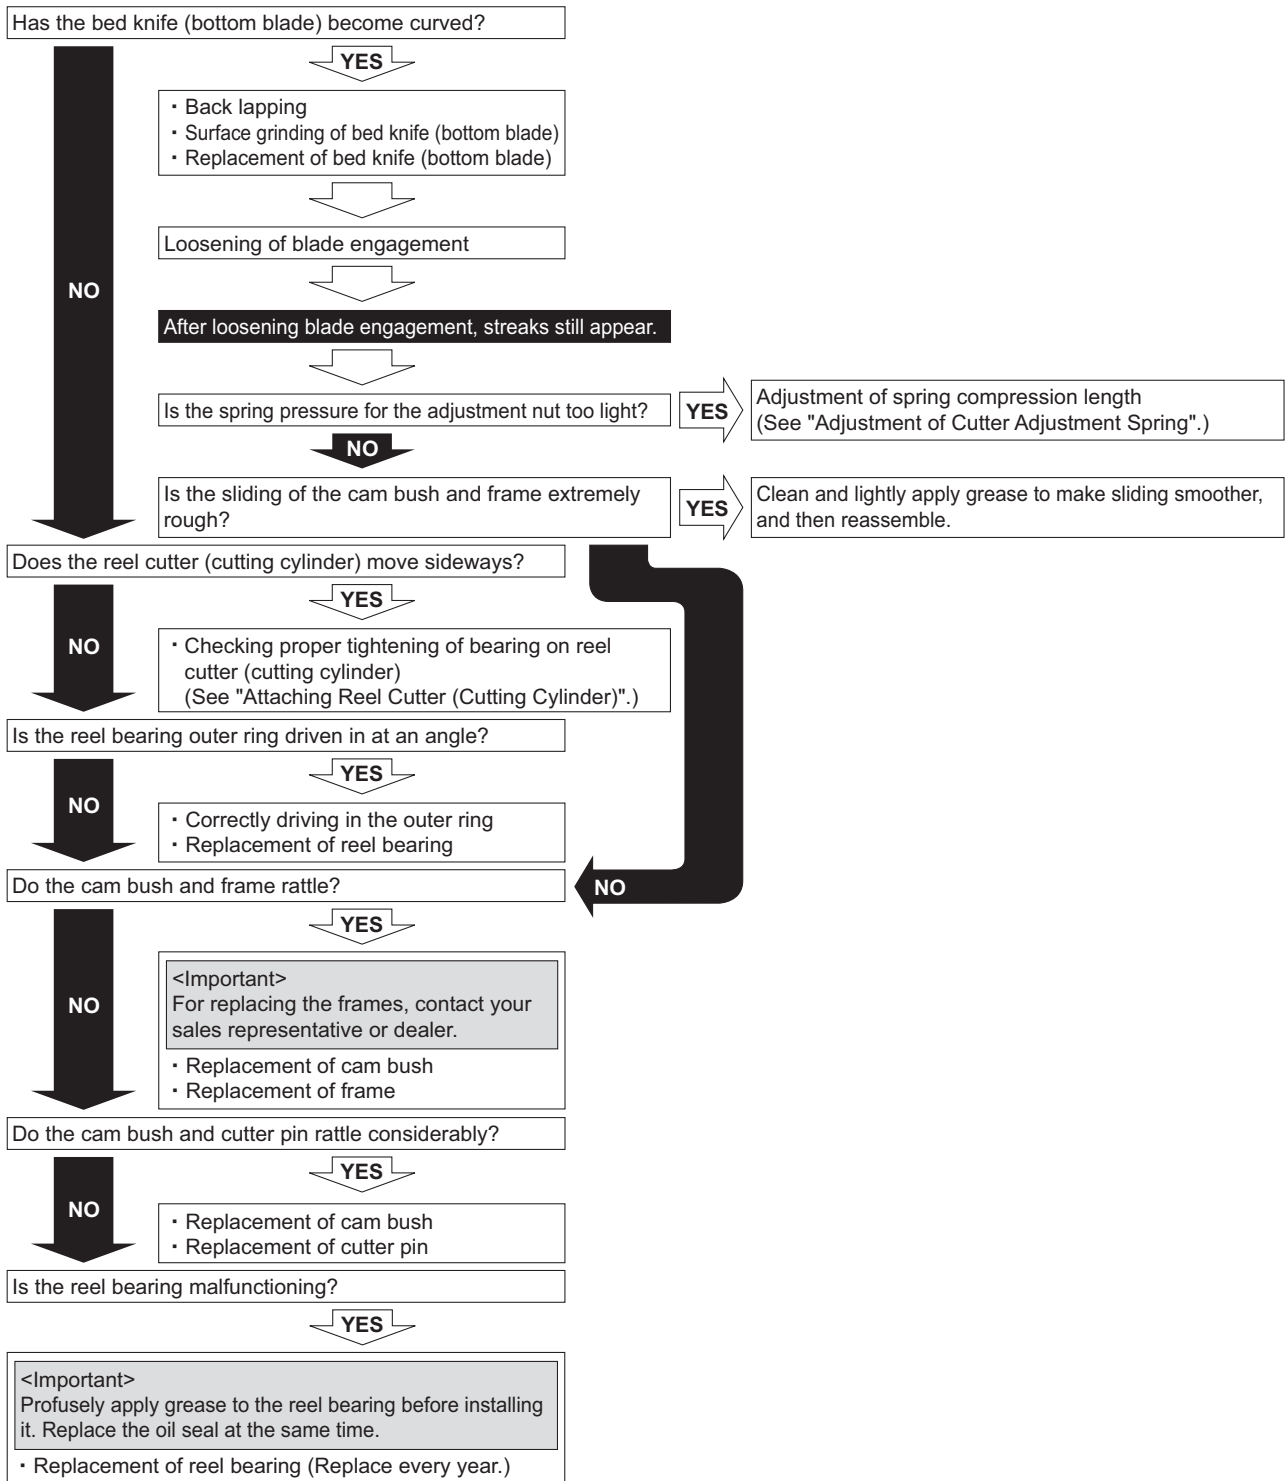 Has the bed knife (bottom blade) become curved?
YES
・Back lapping
・Surface grinding of bed knife (bottom blade)
・Replacement of bed knife (bottom blade)
Loosening of blade engagement
NO
After loosening blade engagement, streaks still appear.
Is the spring pressure for the adjustment nut too light?
YES
Adjustment of spring compression length
(See "Adjustment of Cutter Adjustment Spring".)
NO
Is the sliding of the cam bush and frame extremely
rough?
YES
Clean and lightly apply grease to make sliding smoother,
and then reassemble.
Does the reel cutter (cutting cylinder) move sideways?
YES
NO
・Checking proper tightening of bearing on reel
cutter (cutting cylinder)
(See "Attaching Reel Cutter (Cutting Cylinder)".)
Is the reel bearing outer ring driven in at an angle?
YES
NO
・Correctly driving in the outer ring
・Replacement of reel bearing
Do the cam bush and frame rattle?
NO
YES
NO
<Important>
For replacing the frames, contact your
sales representative or dealer.
・Replacement of cam bush
・Replacement of frame
Do the cam bush and cutter pin rattle considerably?
YES
NO
・Replacement of cam bush
・Replacement of cutter pin
Is the reel bearing malfunctioning?
YES
<Important>
Profusely apply grease to the reel bearing before installing
it. Replace the oil seal at the same time.
・Replacement of reel bearing (Replace every year.)